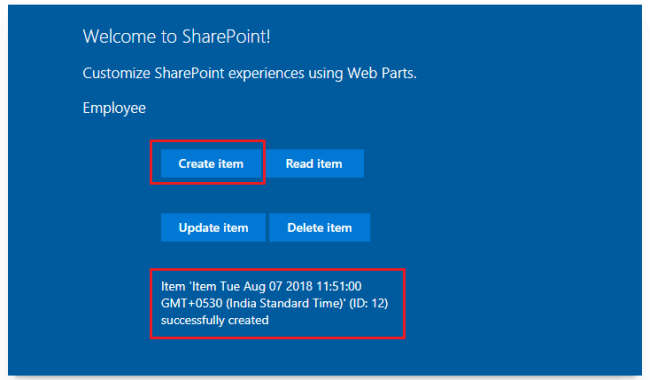 Welcome to SharePoint!
Customize SharePoint experiences using Web Parts.
Employee
Create item
Read item
Update item
Delete item
Item 'Item Tue Aug 07 2018 11:51:00
GMT+0530 (India Standard Time)' (ID: 12)
successfully created